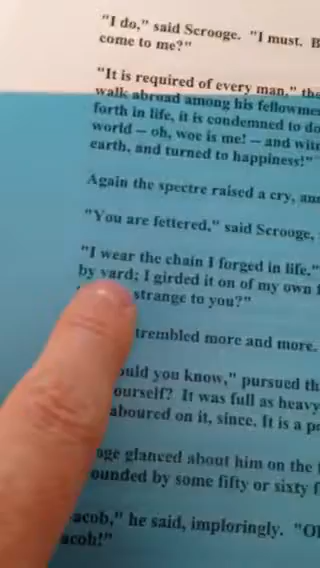 "I do," said Scrooge. "I must. B
come to me?"
"It is required of every man," the
walk abroad among his fellowme
forth in life, it is condemned to do
world – oh, woe is me! – and wit
earth, and turned to happiness!"
Again the spectre raised a cry, an
"You are fettered," said Scrooge,
"I wear the chain I forged in life,"
by yard; I girded it on of my own f
strange to you?"
trembled more and more.
ould you know," pursued th
ourself? It was full as heavy
aboured on it, since. It is a p
oge glanced about him on the
ounded by some fifty or sixty f
acob," he said, imploringly. "O
acob!"